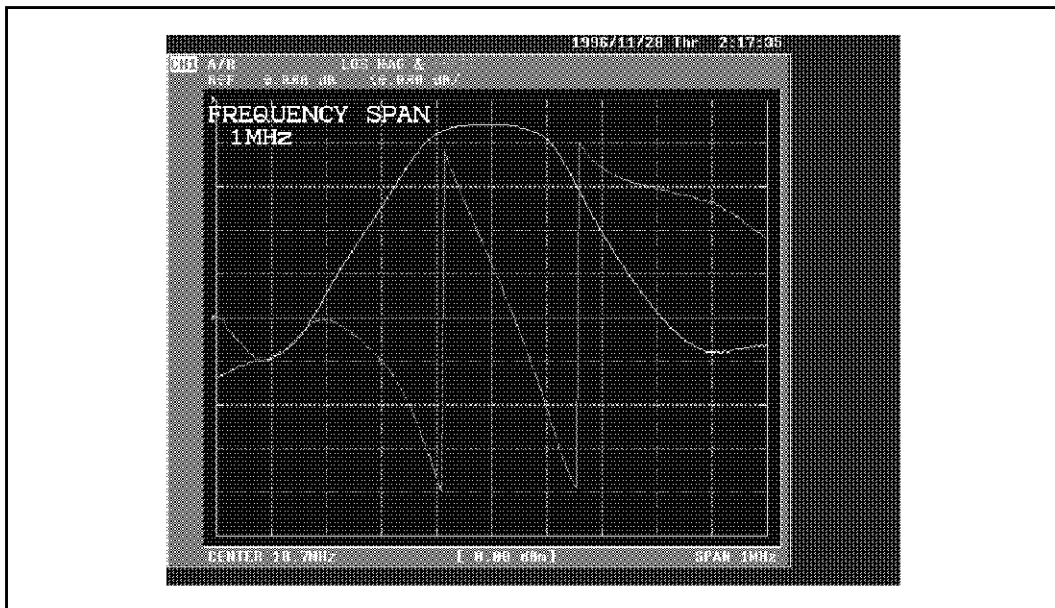 1996/11/28 Thr 2:17:35
CH1 A/R LOG MAG &
REF 0.000 dB 10.000 dB/
FREQUENCY SPAN
1MHz
CENTER 10.7MHz [ 0.00 dBm] SPAN 1MHz